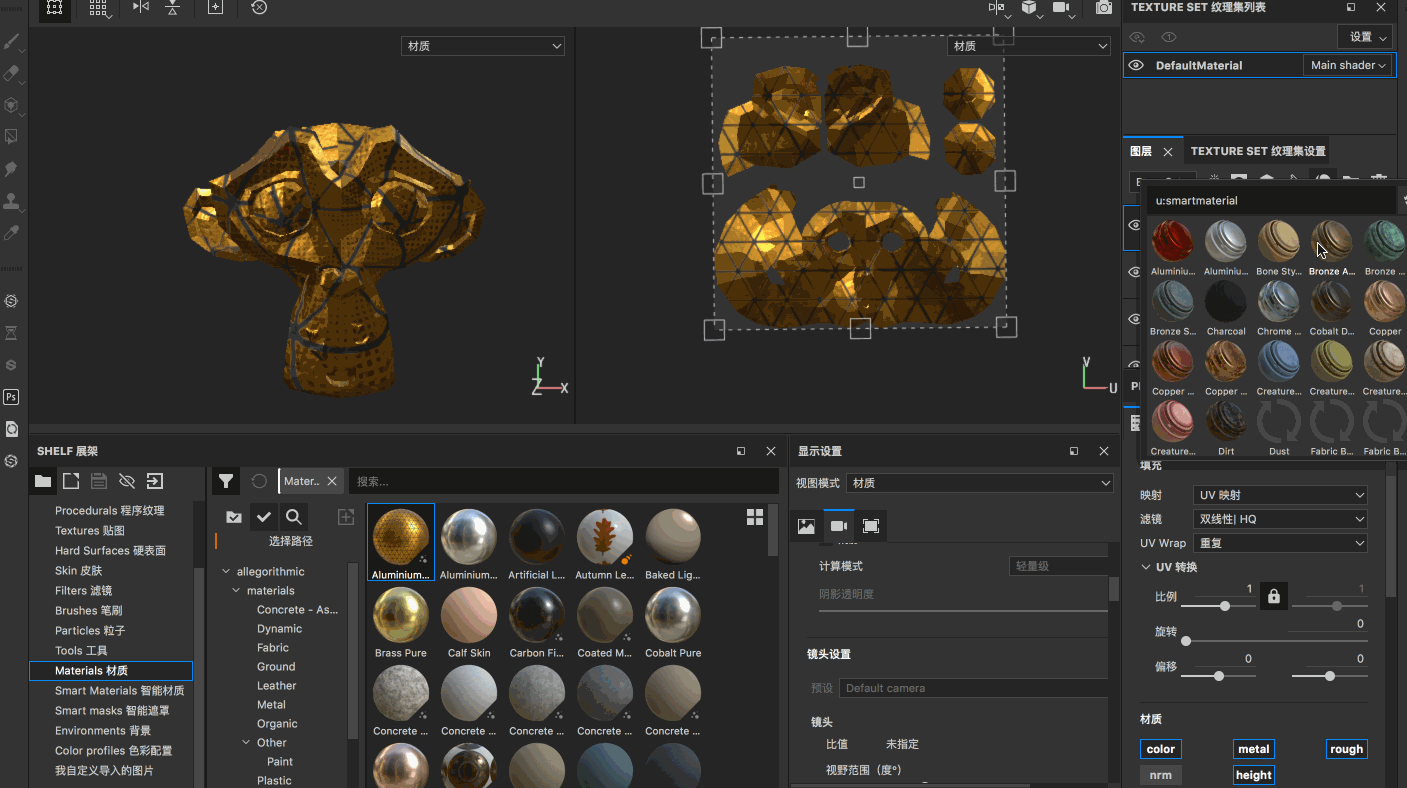 材质
材质
Y
Z
X
V
U
TEXTURE SET 纹理集列表
设置
DefaultMaterial
Main shader
图层
TEXTURE SET 纹理集设置
u:smartmaterial
Aluminiu...
Aluminiu...
Bone Sty...
Bronze A...
Bronze ...
Bronze S...
Charcoal
Chrome ...
Cobalt D...
Copper
Copper ...
Copper ...
Creature...
Creature...
Creature...
Creature...
Dirt
Dust
Fabric B...
Fabric B...
填充
映射
UV 映射
滤镜
双线性| HQ
UV Wrap
重复
UV 转换
比例
1
1
旋转
0
偏移
0
0
材质
color
metal
rough
nrm
height
Ps
SHELF 展架
Procedurals 程序纹理
Textures 贴图
Hard Surfaces 硬表面
Skin 皮肤
Filters 滤镜
Brushes 笔刷
Particles 粒子
Tools 工具
Materials 材质
Smart Materials 智能材质
Smart masks 智能遮罩
Environments 背景
Color profiles 色彩配置
我自定义导入的图片
Mater..
搜索...
选择路径
allegorithmic
materials
Concrete - As...
Dynamic
Fabric
Ground
Leather
Metal
Organic
Other
Paint
Plastic
Aluminium...
Aluminium...
Artificial L...
Autumn Le...
Baked Lig...
Brass Pure
Calf Skin
Carbon Fi...
Coated M...
Cobalt Pure
Concrete ...
Concrete ...
Concrete ...
Concrete ...
Concrete ...
显示设置
视图模式
材质
计算模式
轻量级
阴影透明度
镜头设置
预设
Default camera
镜头
比值
未指定
视野范围（度°）